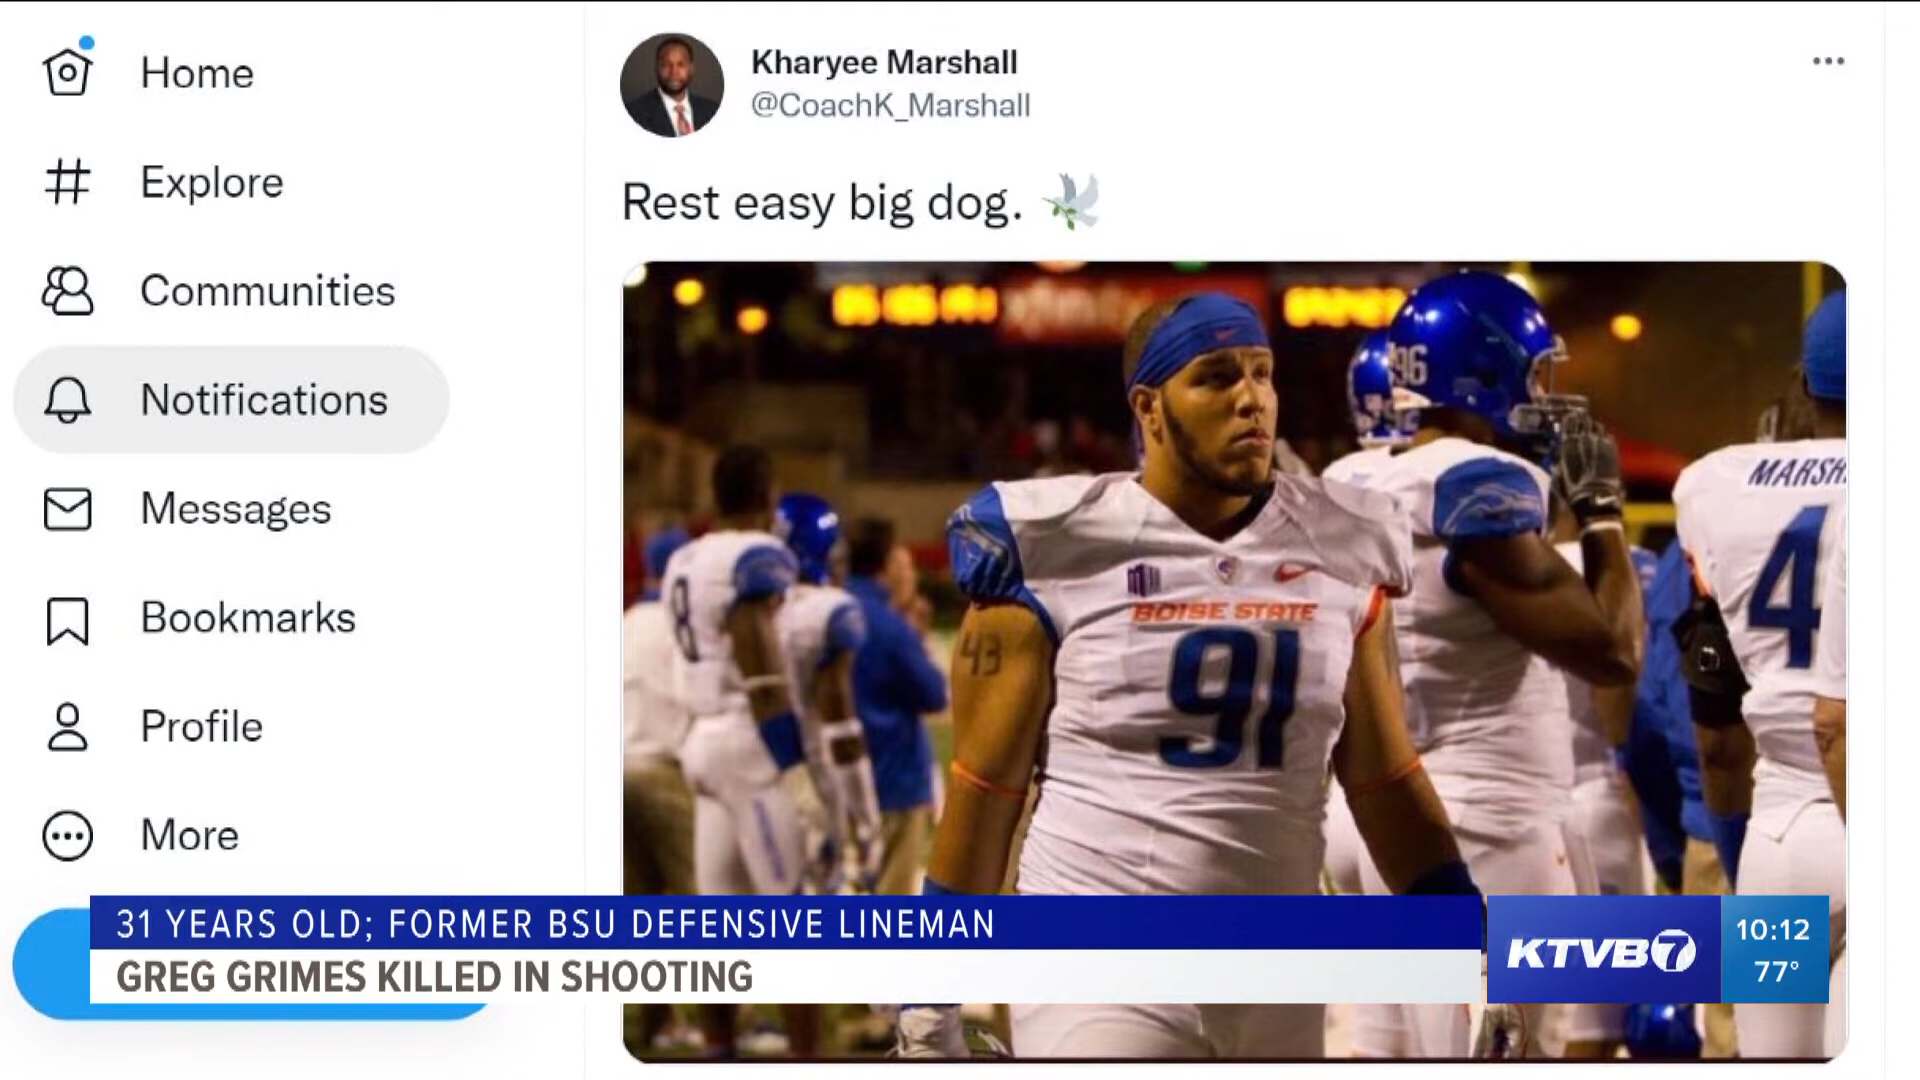 Home
Explore
Communities
Notifications
Messages
Bookmarks
Profile
More
Kharyee Marshall
@CoachK_Marshall
Rest easy big dog.
96
MARSH
8
4
43
BOISE STATE
91
31 YEARS OLD; FORMER BSU DEFENSIVE LINEMAN
GREG GRIMES KILLED IN SHOOTING
KTVB7
10:12
77°